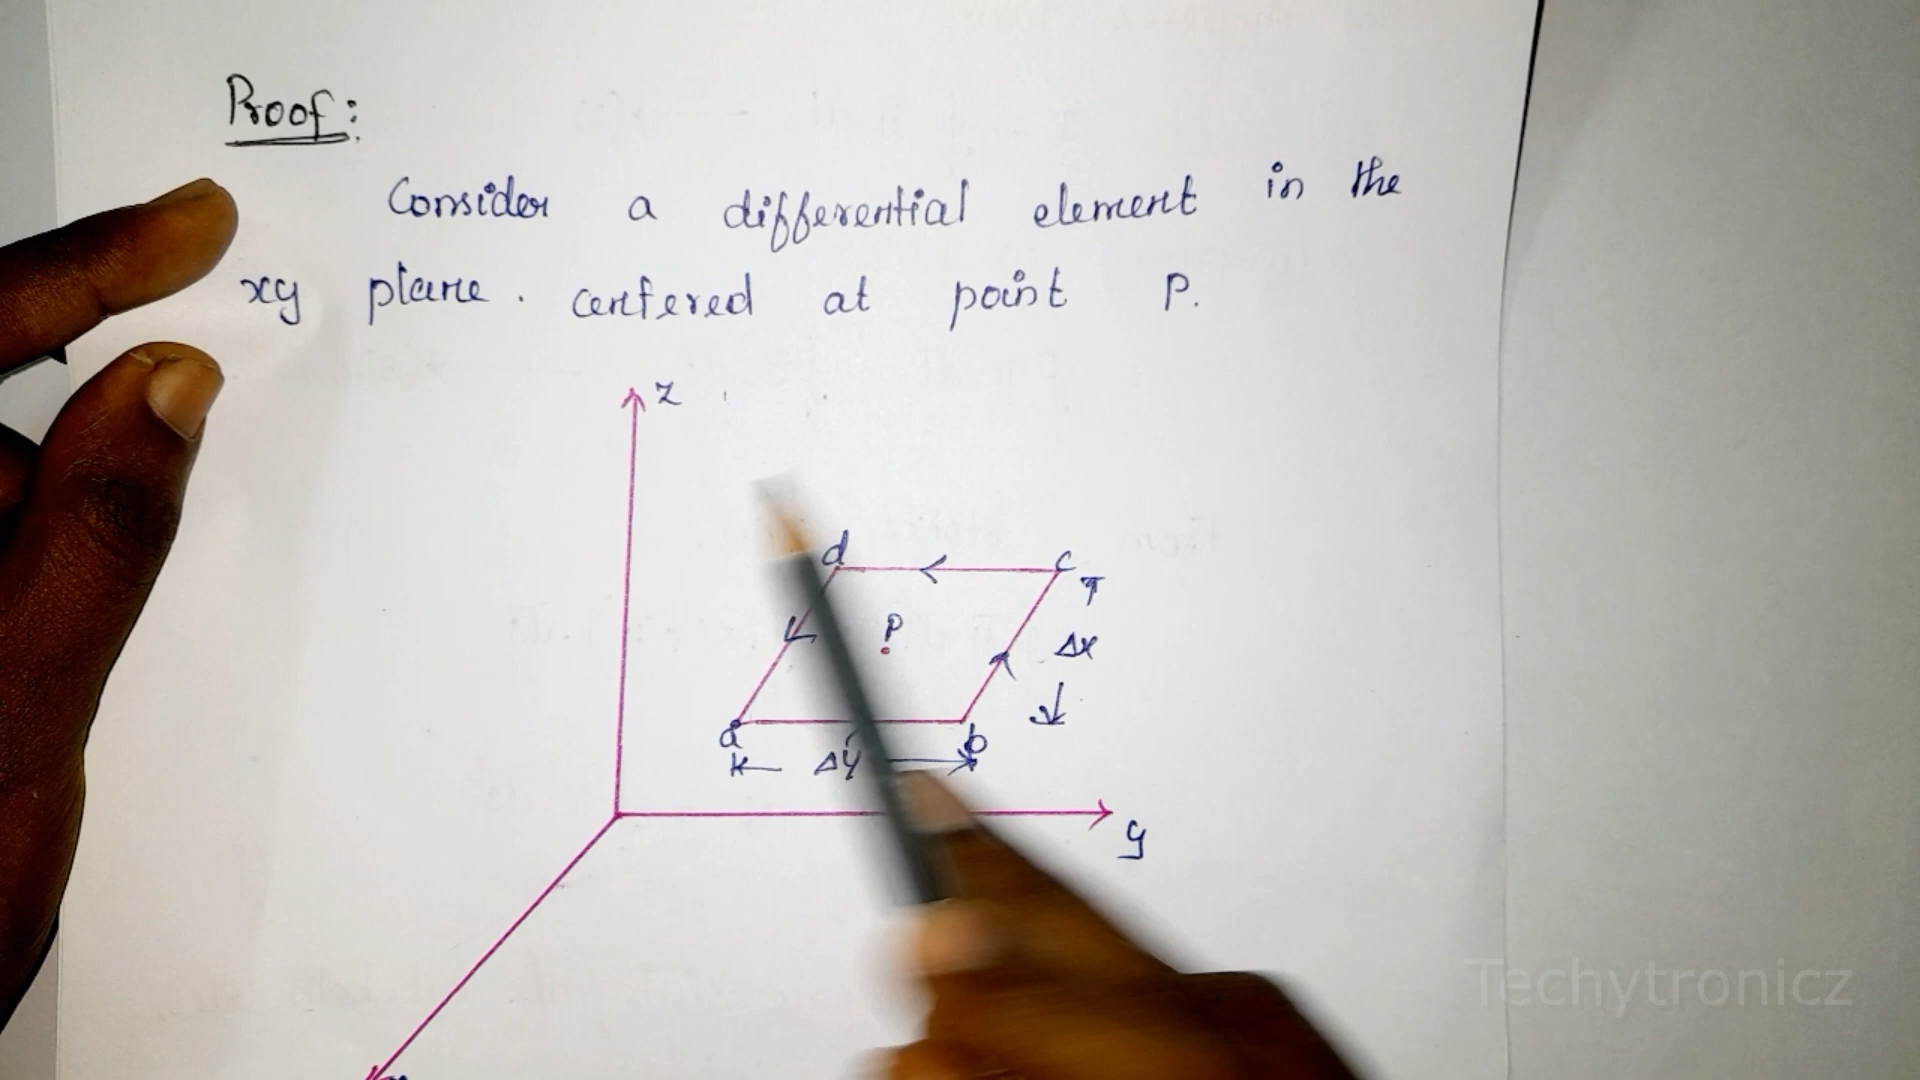 Proof:
Consider a differential element in the
xy plane. centered at point P.
z
d
c
P
Δx
a
b
Δy
y
Techytronicz